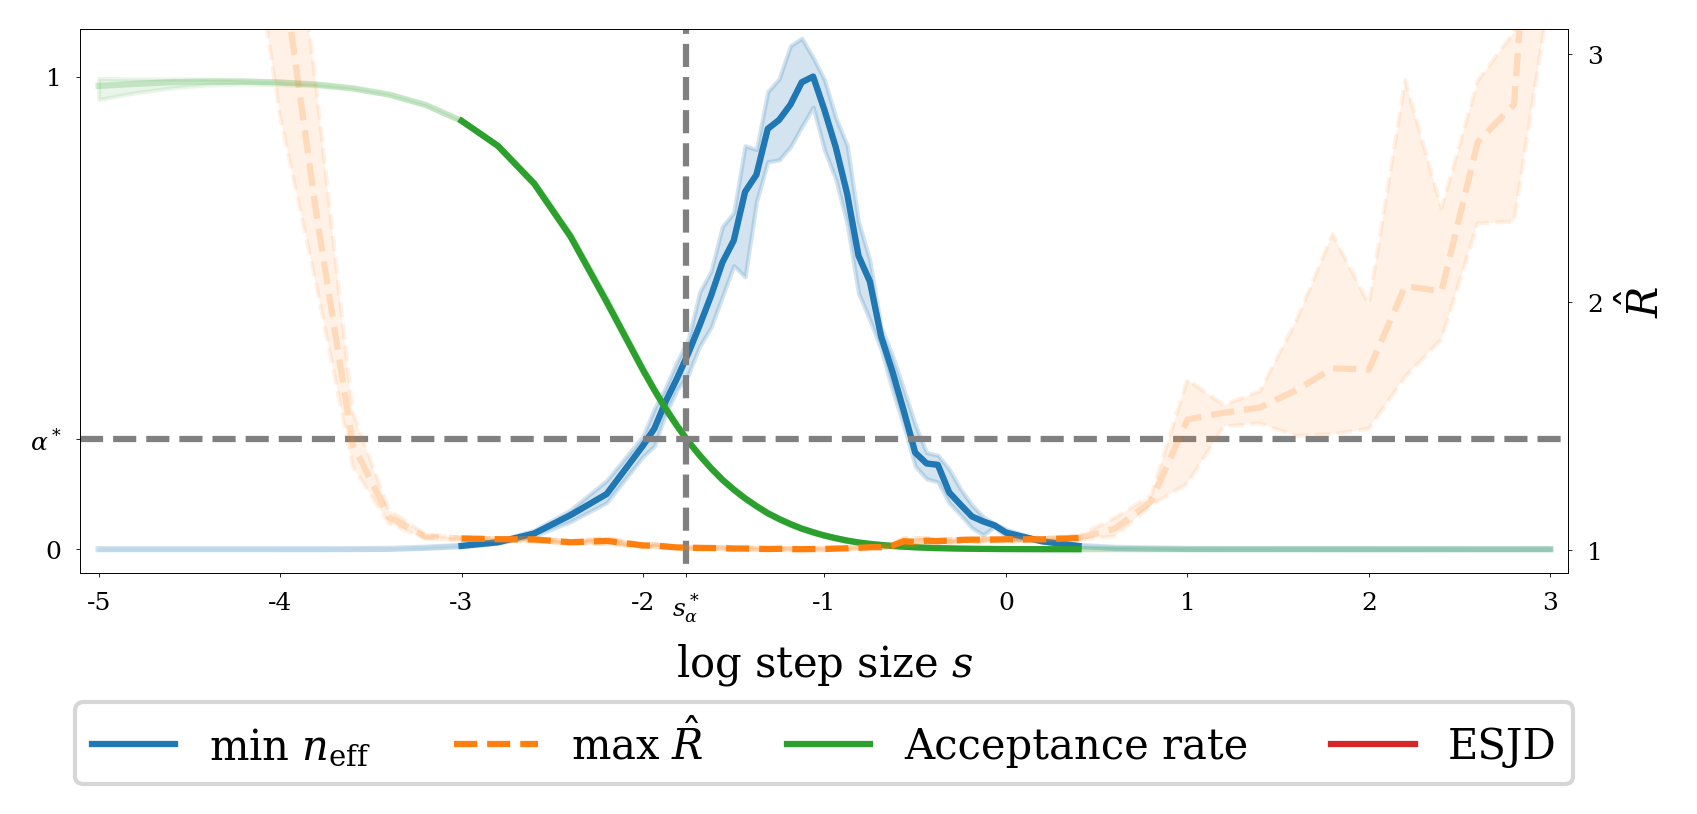 1
α*
0
3
2
1
R̂
-5 -4 -3 -2 s*α -1 0 1 2 3
log step size s
min neff max R̂ Acceptance rate ESJD